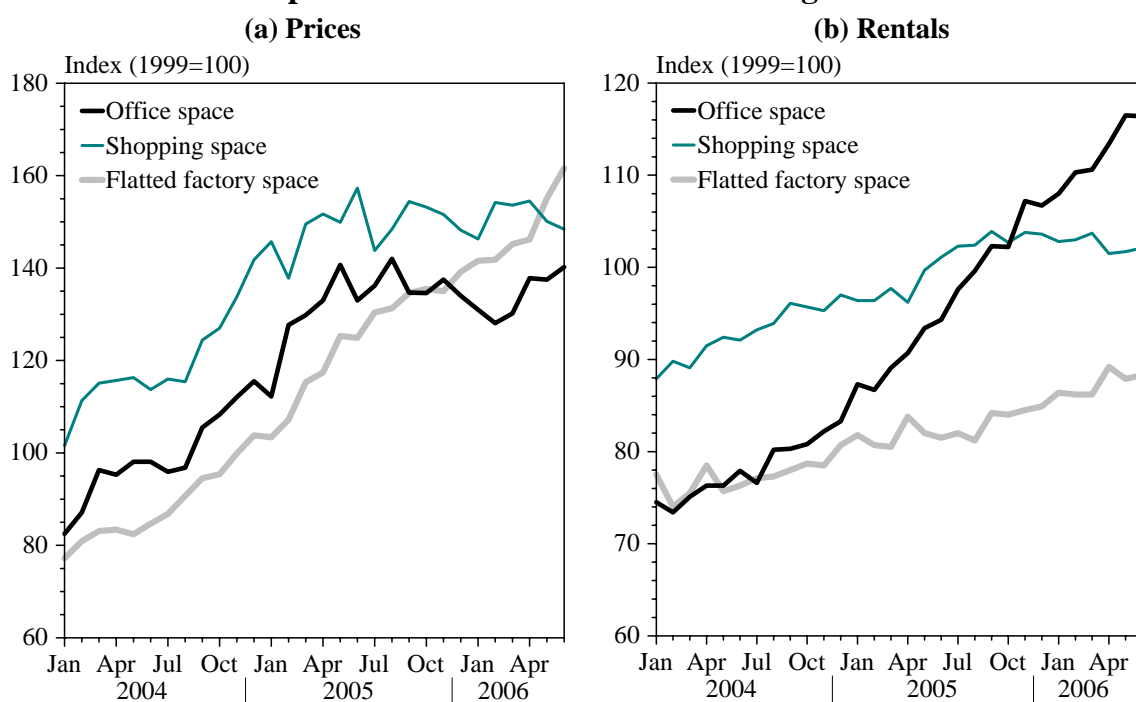 (a) Prices
Index (1999=100)
180
160
140
120
100
80
60
Office space
Shopping space
Flatted factory space
Jan Apr Jul Oct Jan Apr Jul Oct Jan Apr
2004 2005 2006
(b) Rentals
Index (1999=100)
120
110
100
90
80
70
60
Office space
Shopping space
Flatted factory space
Jan Apr Jul Oct Jan Apr Jul Oct Jan Apr
2004 2005 2006